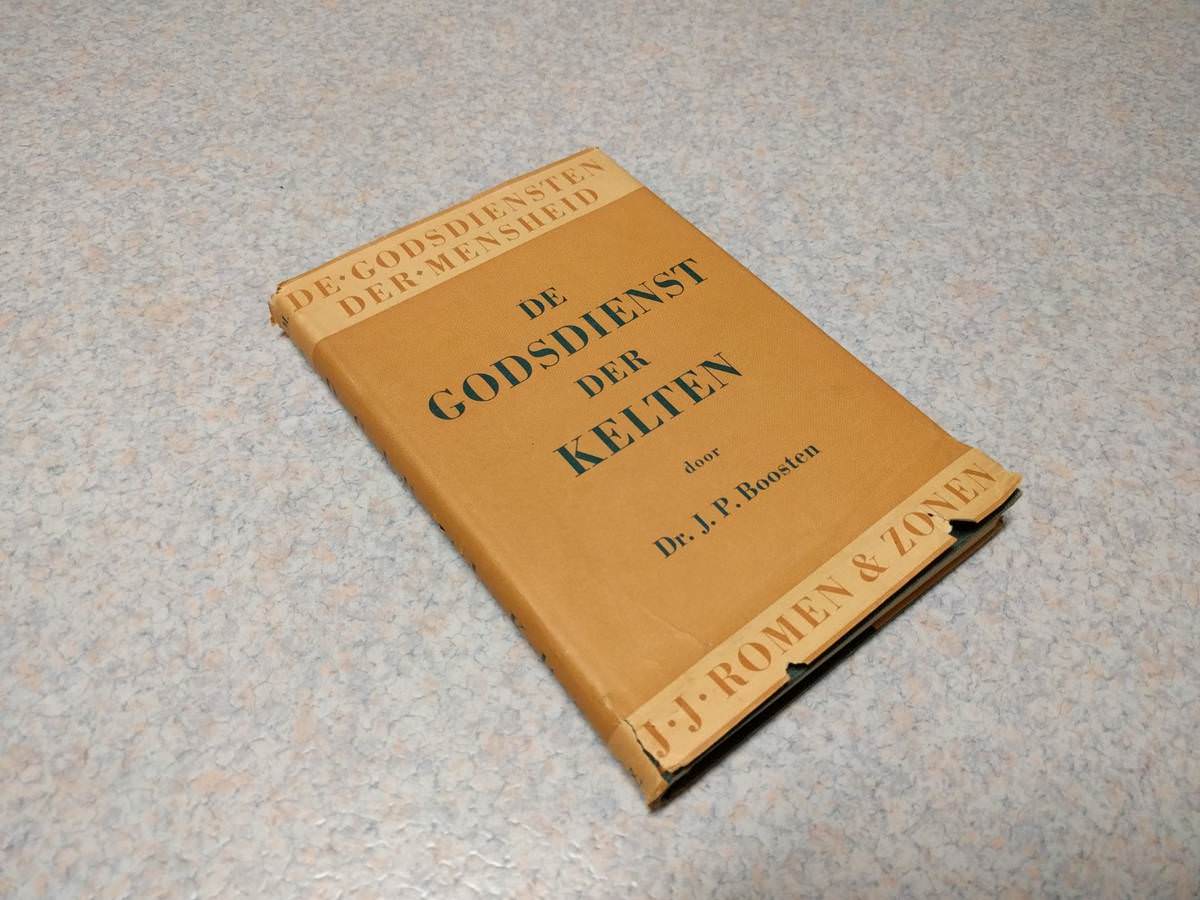 DE·GODSDIENSTEN
DER·MENSHEID
DE
GODSDIENST
DER
KELTEN
door
Dr. J. P. Boosten
J·J·ROMEN & ZONEN